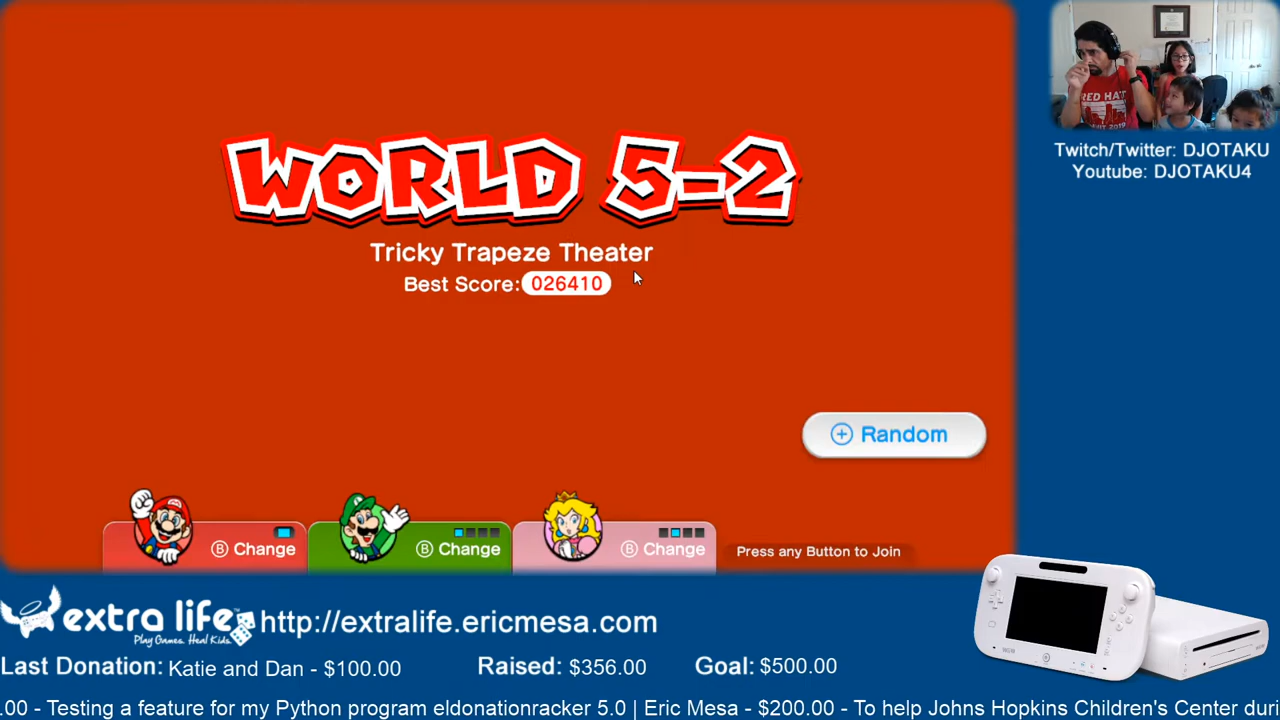 WORLD 5-2
Tricky Trapeze Theater
Best Score: 026410
+ Random
B Change
B Change
B Change
Press any Button to Join
RED HAT
2019
Twitch/Twitter: DJOTAKU
Youtube: DJOTAKU4
extra life
Play Games. Heal Kids.
http://extralife.ericmesa.com
Last Donation: Katie and Dan - $100.00
Raised: $356.00
Goal: $500.00
.00 - Testing a feature for my Python program eldonationracker 5.0 | Eric Mesa - $200.00 - To help Johns Hopkins Children's Center duri